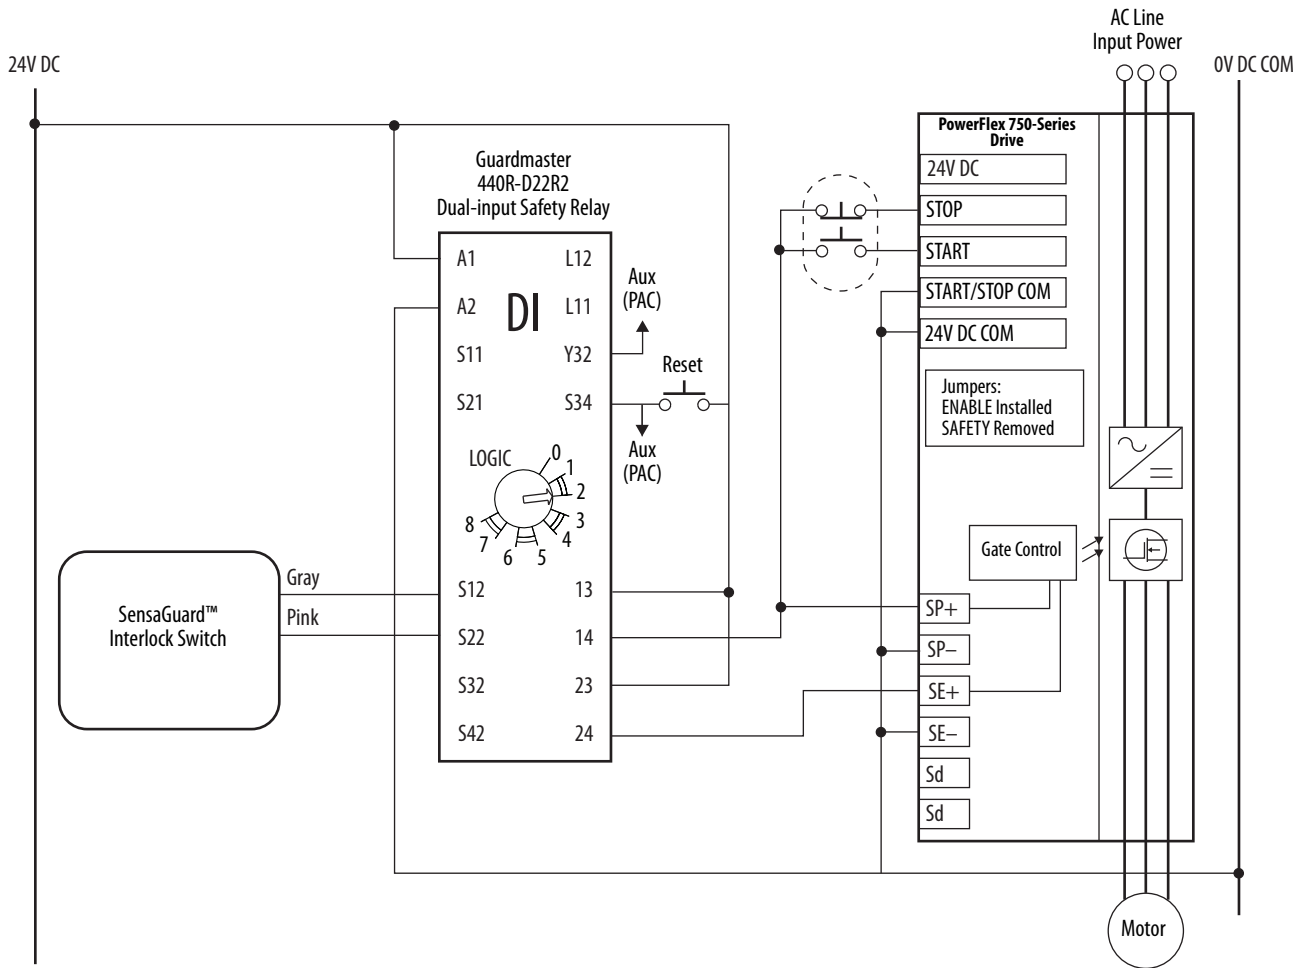 AC Line
Input Power
24V DC
0V DC COM
PowerFlex 750-Series
Drive
24V DC
STOP
START
START/STOP COM
24V DC COM
Jumpers:
ENABLE Installed
SAFETY Removed
Gate Control
SP+
SP–
SE+
SE–
Sd
Sd
Motor
Guardmaster
440R-D22R2
Dual-input Safety Relay
A1
L12
A2
DI
L11
S11
Y32
S21
S34
Aux
(PAC)
Reset
Aux
(PAC)
LOGIC
0
1
2
3
4
5
6
7
8
S12
13
S22
14
S32
23
S42
24
Gray
Pink
SensaGuard™
Interlock Switch